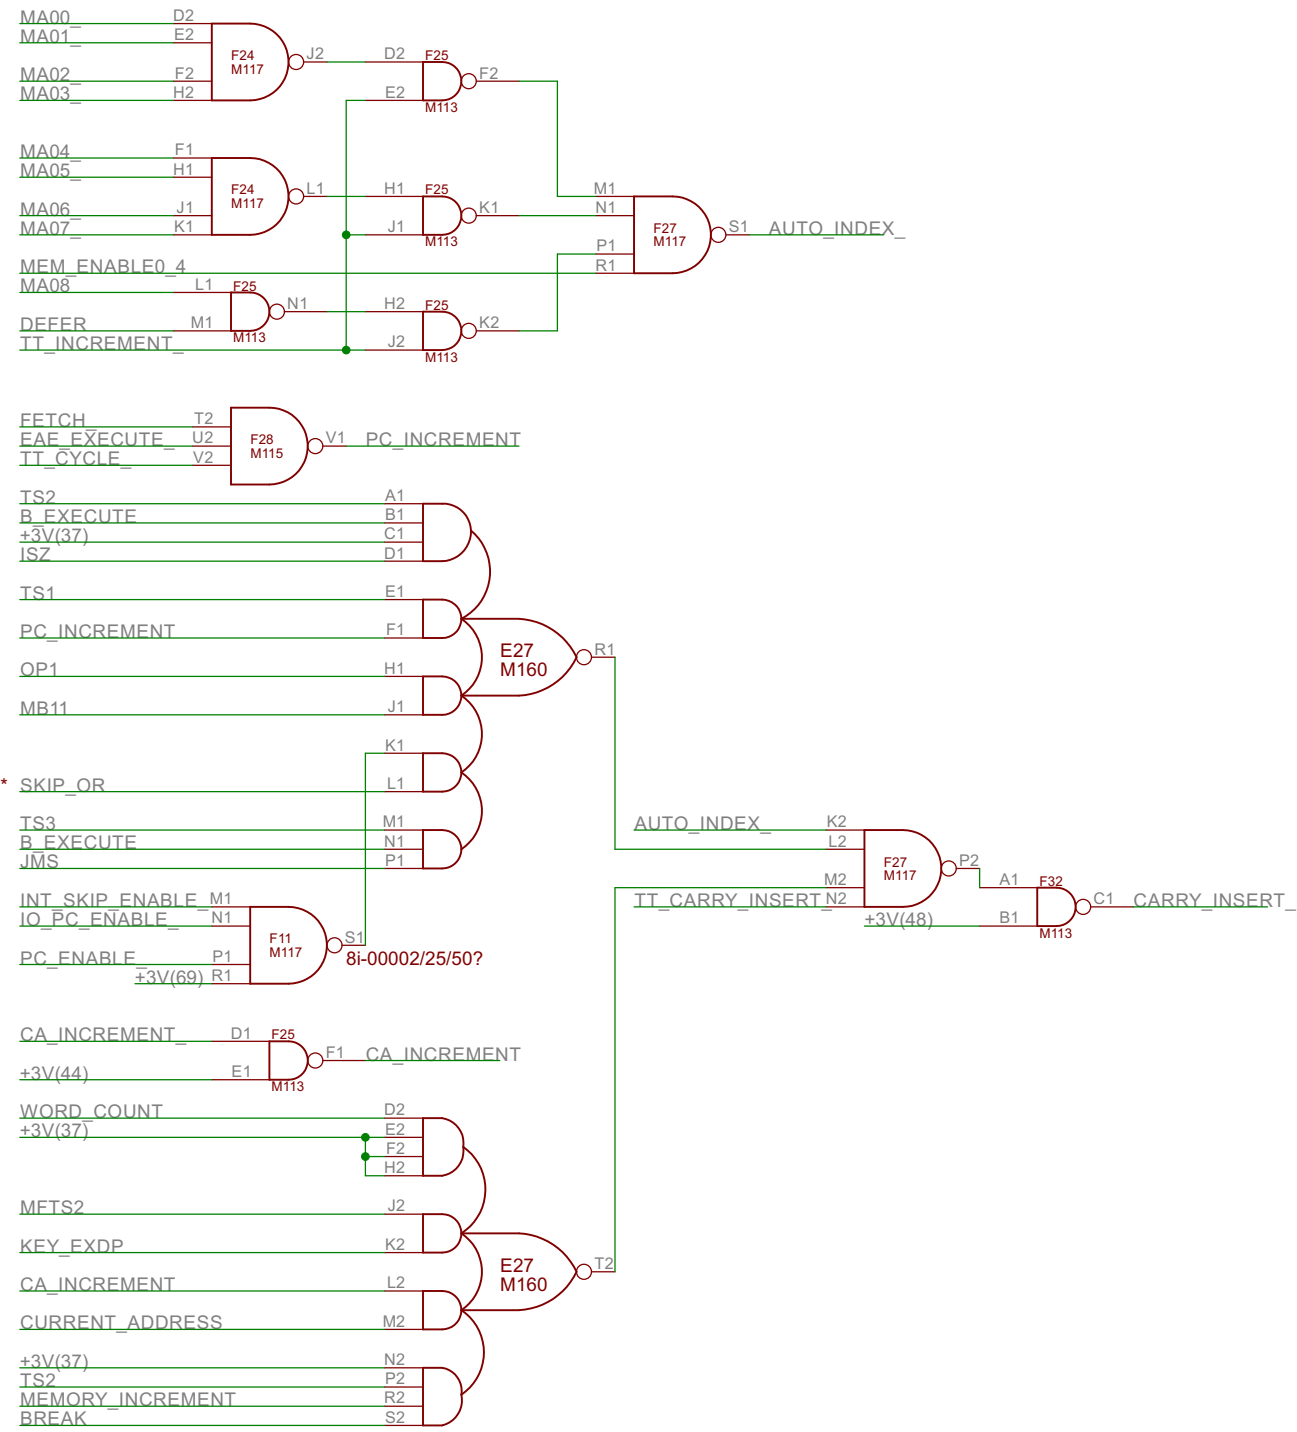 MA00_ D2
MA01_ E2
F24
M117
J2
D2
F25
F2
MA02_ F2
MA03_ H2
E2
M113
MA04_ F1
MA05_ H1
F24
M117
L1
H1
F25
K1
MA06_ J1
MA07_ K1
J1
M113
M1
N1
F27
M117
S1 AUTO_INDEX_
P1
MEM_ENABLE0_4 R1
MA08 L1
F25
N1
H2
F25
K2
DEFER M1
M113
TT_INCREMENT_ J2
M113
FETCH_ T2
EAE_EXECUTE_ U2
TT_CYCLE_ V2
F28
M115
V1 PC_INCREMENT
TS2 A1
B_EXECUTE B1
+3V(37) C1
ISZ D1
TS1 E1
PC_INCREMENT F1
E27
M160
R1
OP1 H1
MB11 J1
K1
* SKIP_OR L1
TS3 M1
B_EXECUTE N1
JMS P1
AUTO_INDEX_ K2
L2
F27
M117
P2
A1
F32
C1 CARRY_INSERT_
M2
TT_CARRY_INSERT_ N2
+3V(48) B1
M113
INT_SKIP_ENABLE_ M1
IO_PC_ENABLE_ N1
F11
M117
S1
8i-00002/25/50?
PC_ENABLE_ P1
+3V(69) R1
CA_INCREMENT_ D1
F25
F1 CA_INCREMENT
+3V(44) E1
M113
WORD_COUNT D2
+3V(37) E2
F2
H2
MFTS2 J2
KEY_EXDP K2
E27
M160
T2
CA_INCREMENT L2
CURRENT_ADDRESS M2
+3V(37) N2
TS2 P2
MEMORY_INCREMENT R2
BREAK S2